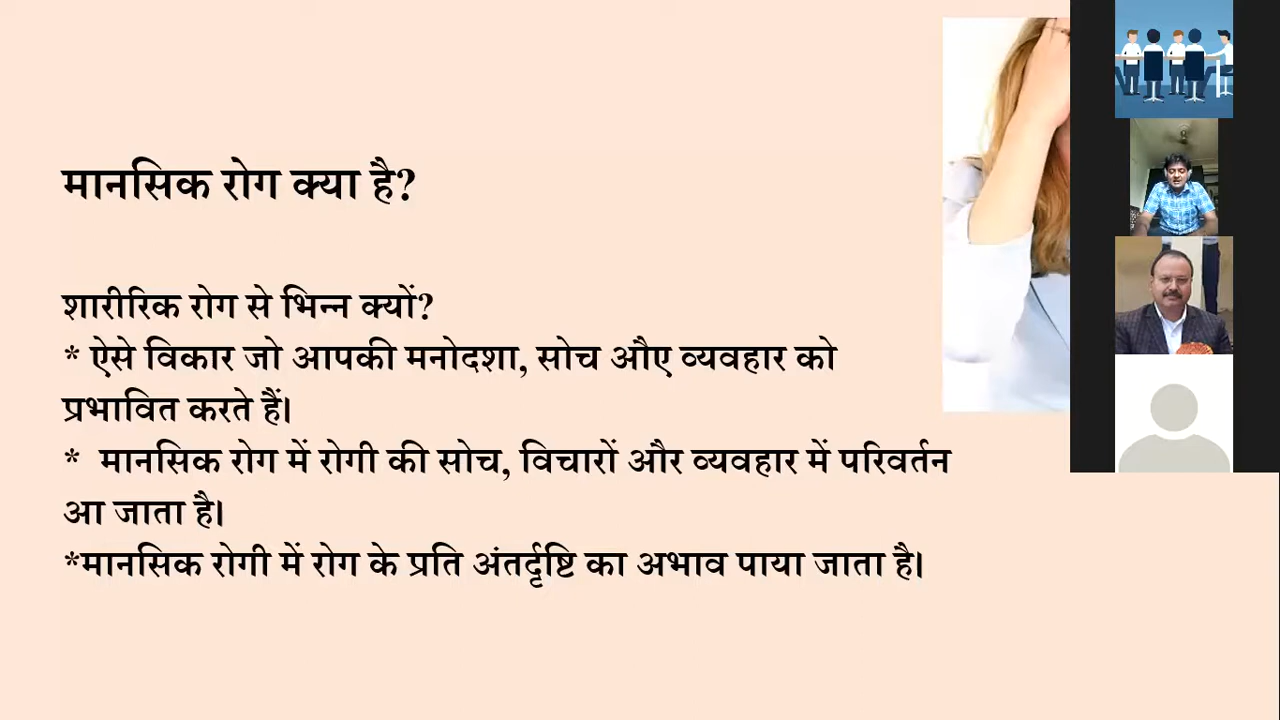 मानसिक रोग क्या है?
शारीरिक रोग से भिन्न क्यों?
* ऐसे विकार जो आपकी मनोदशा, सोच औए व्यवहार को
प्रभावित करते हैं।
* मानसिक रोग में रोगी की सोच, विचारों और व्यवहार में परिवर्तन
आ जाता है।
*मानसिक रोगी में रोग के प्रति अंतर्दृष्टि का अभाव पाया जाता है।